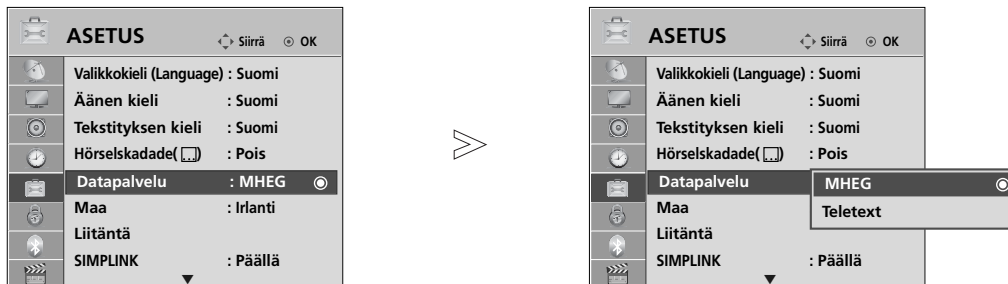 ASETUS Siirrä OK
Valikkokieli (Language) : Suomi
Äänen kieli : Suomi
Tekstityksen kieli : Suomi
Hörselskadade( ) : Pois
Datapalvelu : MHEG
Maa : Irlanti
Liitäntä
SIMPLINK : Päällä
ASETUS Siirrä OK
Valikkokieli (Language) : Suomi
Äänen kieli : Suomi
Tekstityksen kieli : Suomi
Hörselskadade( ) : Pois
Datapalvelu
MHEG
Teletext
Maa
Liitäntä
SIMPLINK : Päällä